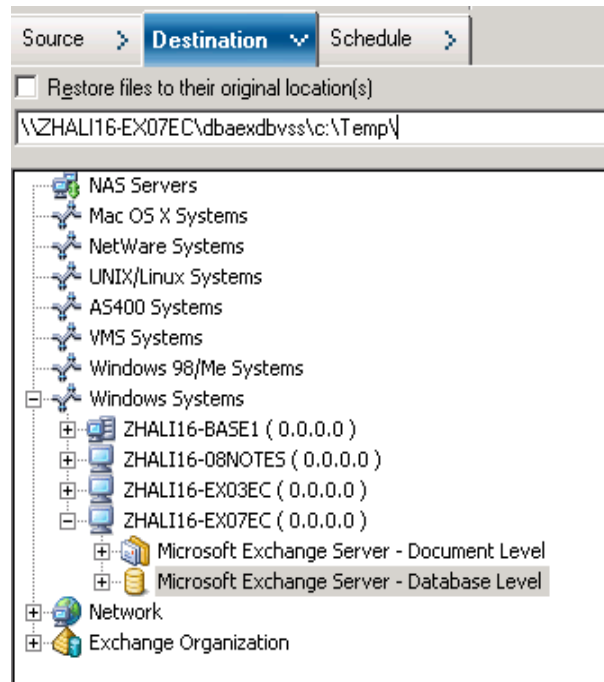 Source > Destination Schedule >
Restore files to their original location(s)
\\ZHALI16-EX07EC\dbaexdbvss\c:\Temp\
NAS Servers
Mac OS X Systems
NetWare Systems
UNIX/Linux Systems
AS400 Systems
VMS Systems
Windows 98/Me Systems
Windows Systems
ZHALI16-BASE1 ( 0.0.0.0 )
ZHALI16-08NOTES ( 0.0.0.0 )
ZHALI16-EX03EC ( 0.0.0.0 )
ZHALI16-EX07EC ( 0.0.0.0 )
Microsoft Exchange Server - Document Level
Microsoft Exchange Server - Database Level
Network
Exchange Organization